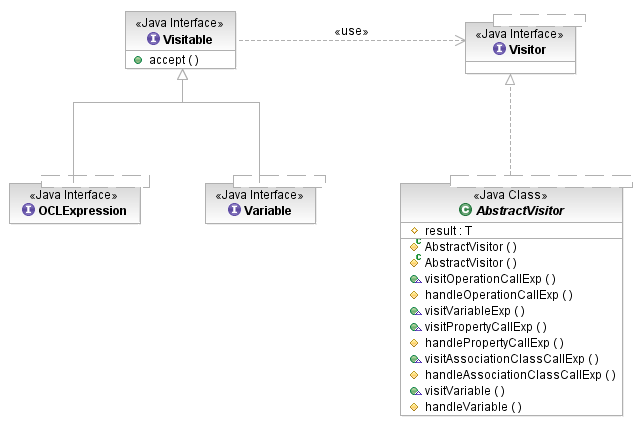 «Java Interface»
Visitable
accept ( )
«use»
«Java Interface»
Visitor
«Java Interface»
OCLExpression
«Java Interface»
Variable
«Java Class»
AbstractVisitor
result : T
AbstractVisitor ( )
AbstractVisitor ( )
visitOperationCallExp ( )
handleOperationCallExp ( )
visitVariableExp ( )
visitPropertyCallExp ( )
handlePropertyCallExp ( )
visitAssociationClassCallExp ( )
handleAssociationClassCallExp ( )
visitVariable ( )
handleVariable ( )